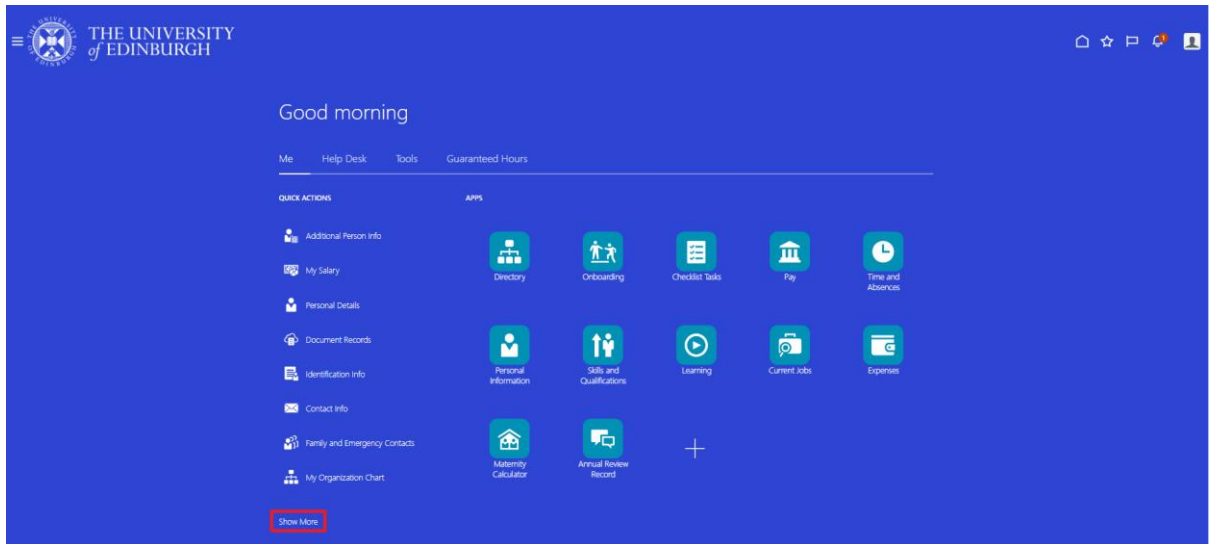 THE UNIVERSITY
of EDINBURGH
1
Good morning
Me Help Desk Tools Guaranteed Hours
QUICK ACTIONS
Additional Person Info
My Salary
Personal Details
Document Records
Identification Info
Contact Info
Family and Emergency Contacts
My Organization Chart
Show More
APPS
Directory
Onboarding
Checklist Tasks
Pay
Time and
Absences
Personal
Information
Skills and
Qualifications
Learning
Current Jobs
Expenses
Maternity
Calculator
Annual Review
Record